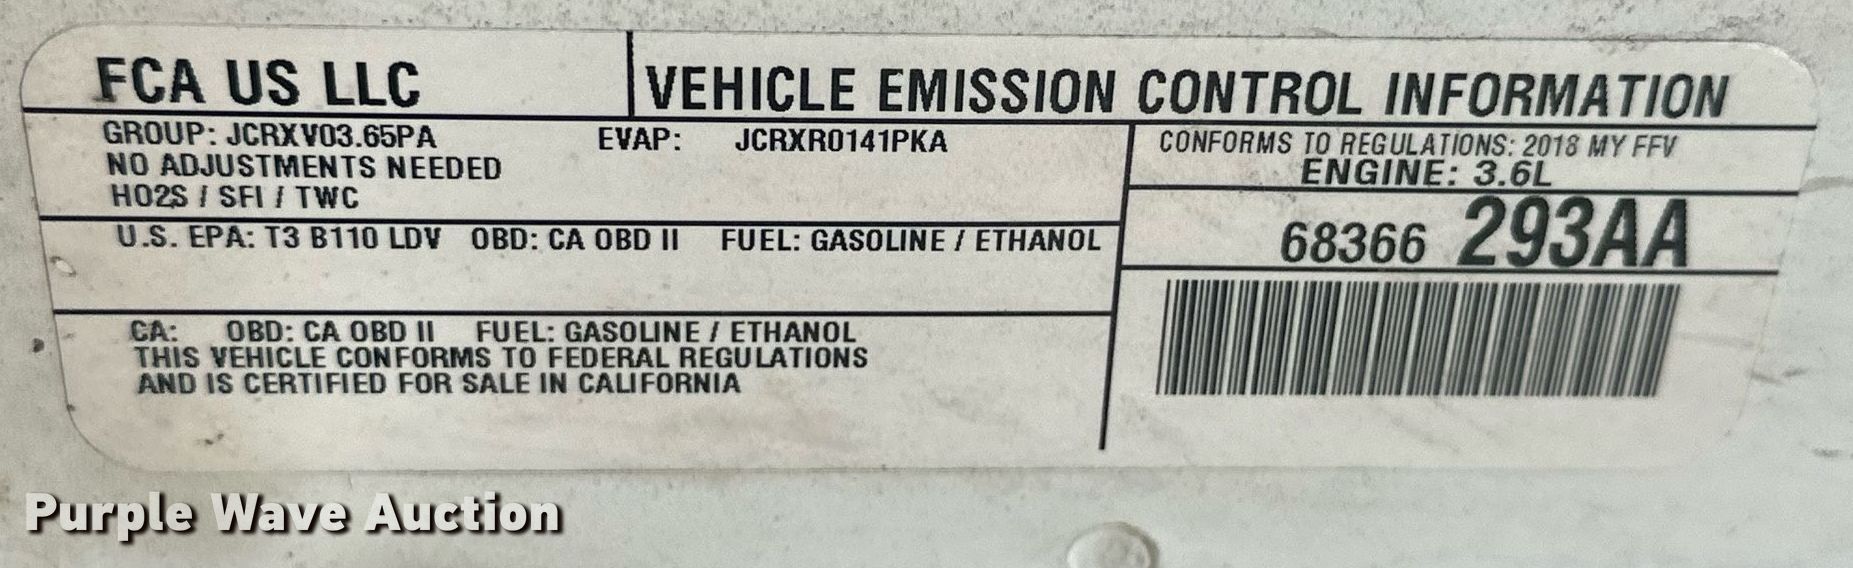 FCA US LLC
VEHICLE EMISSION CONTROL INFORMATION
GROUP: JCRXV03.65PA EVAP: JCRXR0141PKA
NO ADJUSTMENTS NEEDED
HO2S / SFI / TWC
CONFORMS TO REGULATIONS: 2018 MY FFV
ENGINE: 3.6L
U.S. EPA: T3 B110 LDV OBD: CA OBD II FUEL: GASOLINE / ETHANOL
68366 293AA
CA: OBD: CA OBD II FUEL: GASOLINE / ETHANOL
THIS VEHICLE CONFORMS TO FEDERAL REGULATIONS
AND IS CERTIFIED FOR SALE IN CALIFORNIA
Purple Wave Auction